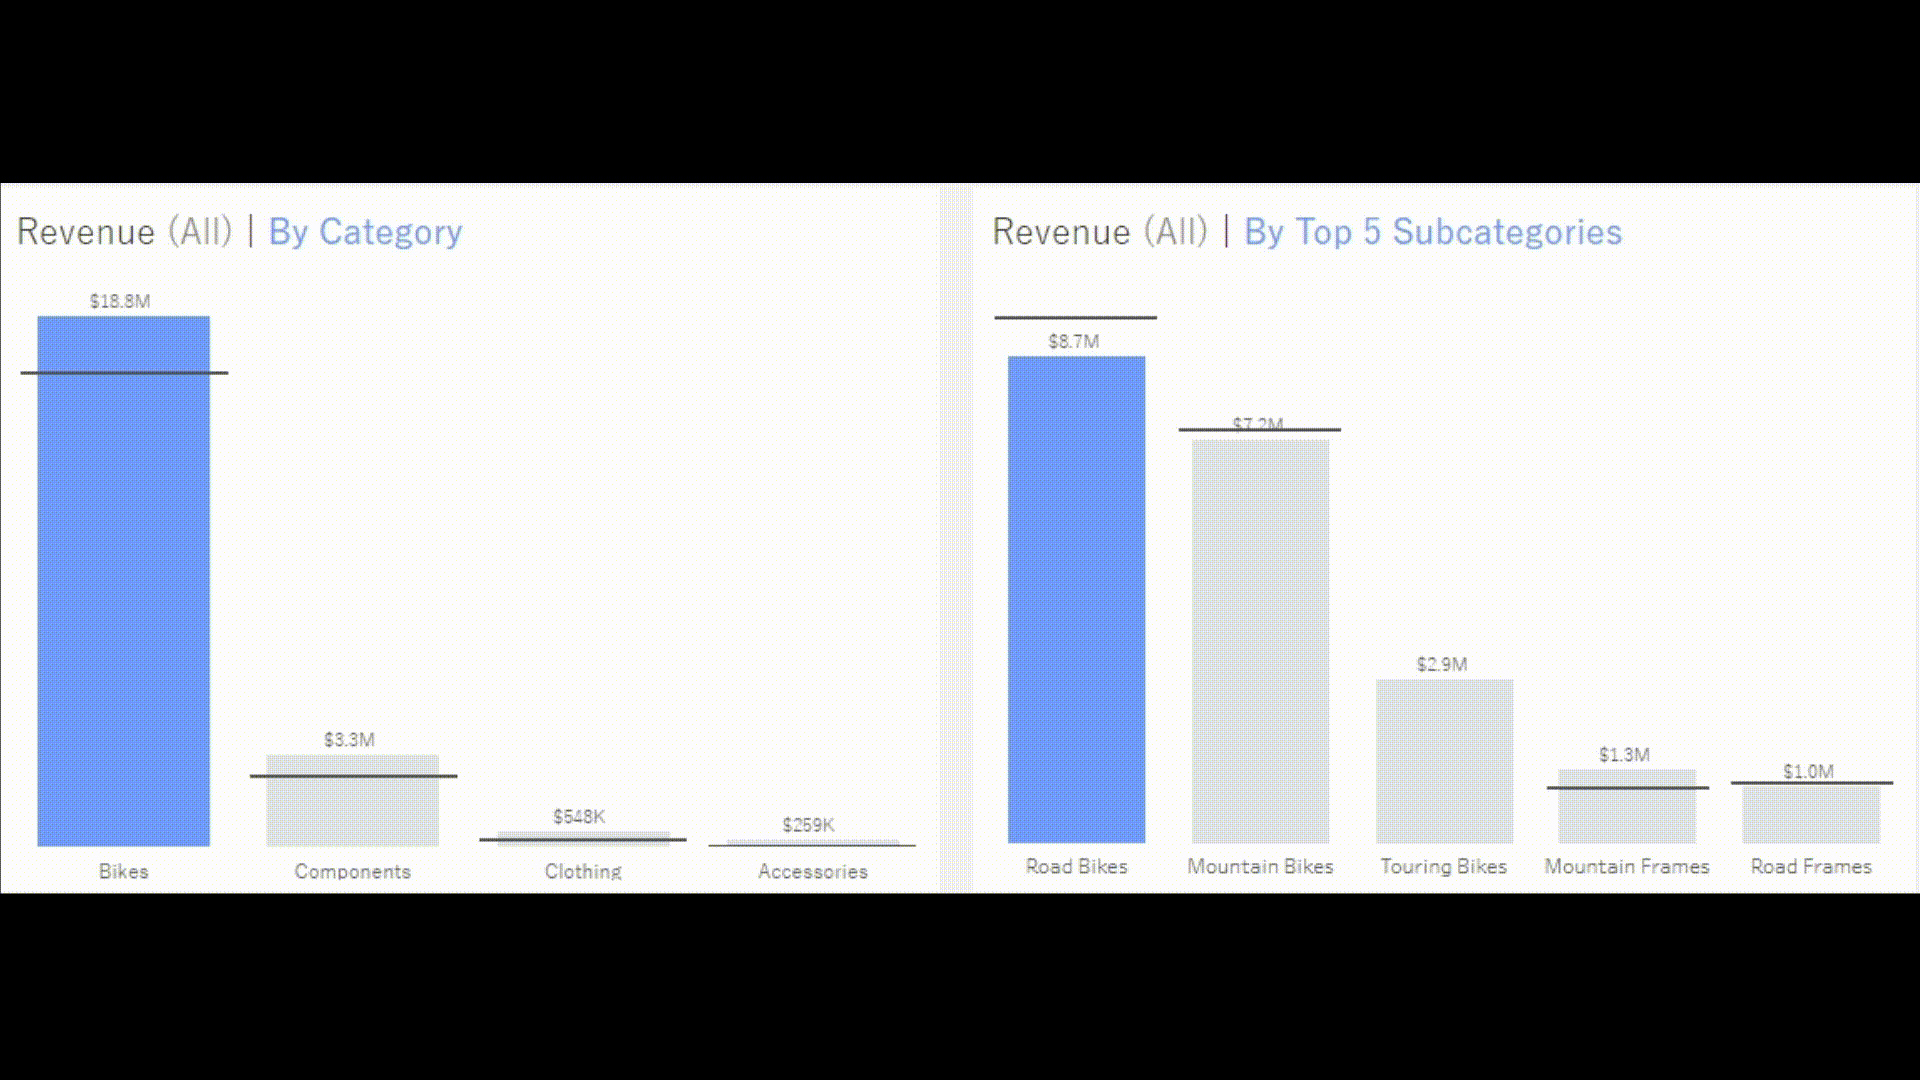 Revenue (All) | By Category
$18.8M
$3.3M
$548K
$259K
Bikes
Components
Clothing
Accessories
Revenue (All) | By Top 5 Subcategories
$8.7M
$7.2M
$2.9M
$1.3M
$1.0M
Road Bikes
Mountain Bikes
Touring Bikes
Mountain Frames
Road Frames